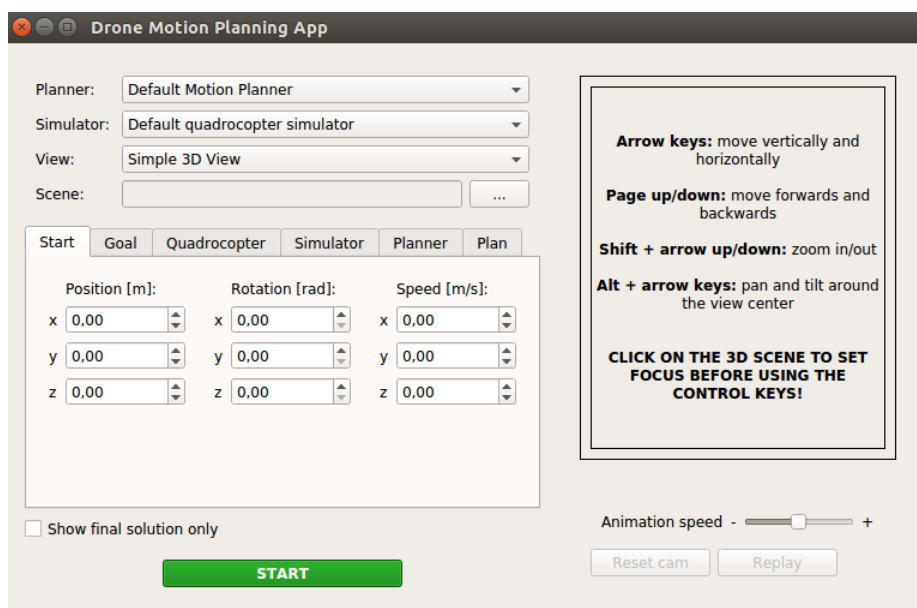 Drone Motion Planning App
Planner: Default Motion Planner
Simulator: Default quadrocopter simulator
View: Simple 3D View
Scene: ...
Start Goal Quadrocopter Simulator Planner Plan
Position [m]: Rotation [rad]: Speed [m/s]:
x 0,00 x 0,00 x 0,00
y 0,00 y 0,00 y 0,00
z 0,00 z 0,00 z 0,00
Show final solution only
START
Arrow keys: move vertically and
horizontally
Page up/down: move forwards and
backwards
Shift + arrow up/down: zoom in/out
Alt + arrow keys: pan and tilt around
the view center
CLICK ON THE 3D SCENE TO SET
FOCUS BEFORE USING THE
CONTROL KEYS!
Animation speed - +
Reset cam Replay